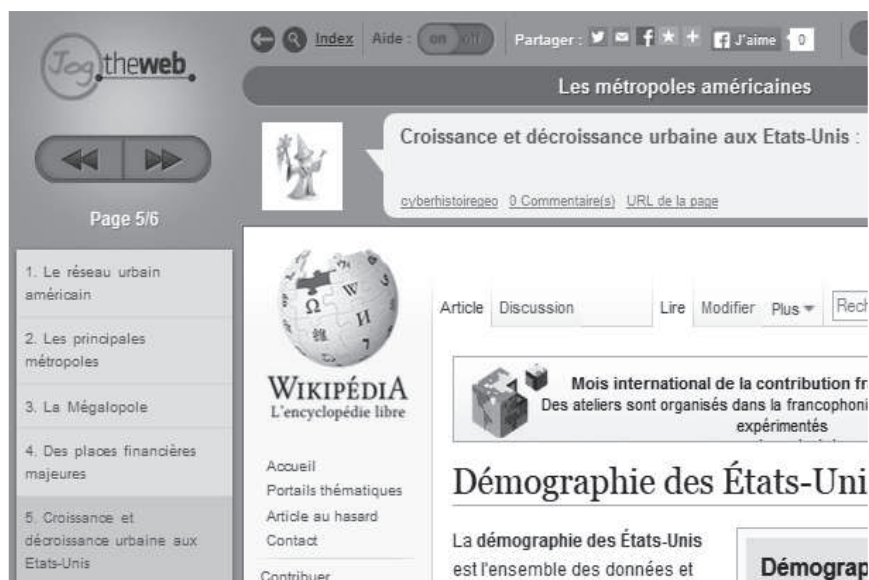 Jog theweb
Index Aide : on off Partager : J'aime 0
Les métropoles américaines
Croissance et décroissance urbaine aux Etats-Unis :
cyberhistoiregeo 0 Commentaire(s) URL de la page
Page 5/6
1. Le réseau urbain
américain
2. Les principales
métropoles
3. La Mégalopole
4. Des places financières
majeures
5. Croissance et
décroissance urbaine aux
Etats-Unis
WIKIPÉDIA
L'encyclopédie libre
Accueil
Portails thématiques
Article au hasard
Contact
Contribuer
Article Discussion Lire Modifier Plus Rech
Mois international de la contribution fr
Des ateliers sont organisés dans la francophoni
expérimentés
Démographie des États-Uni
La démographie des États-Unis
est l'ensemble des données et
Démograp